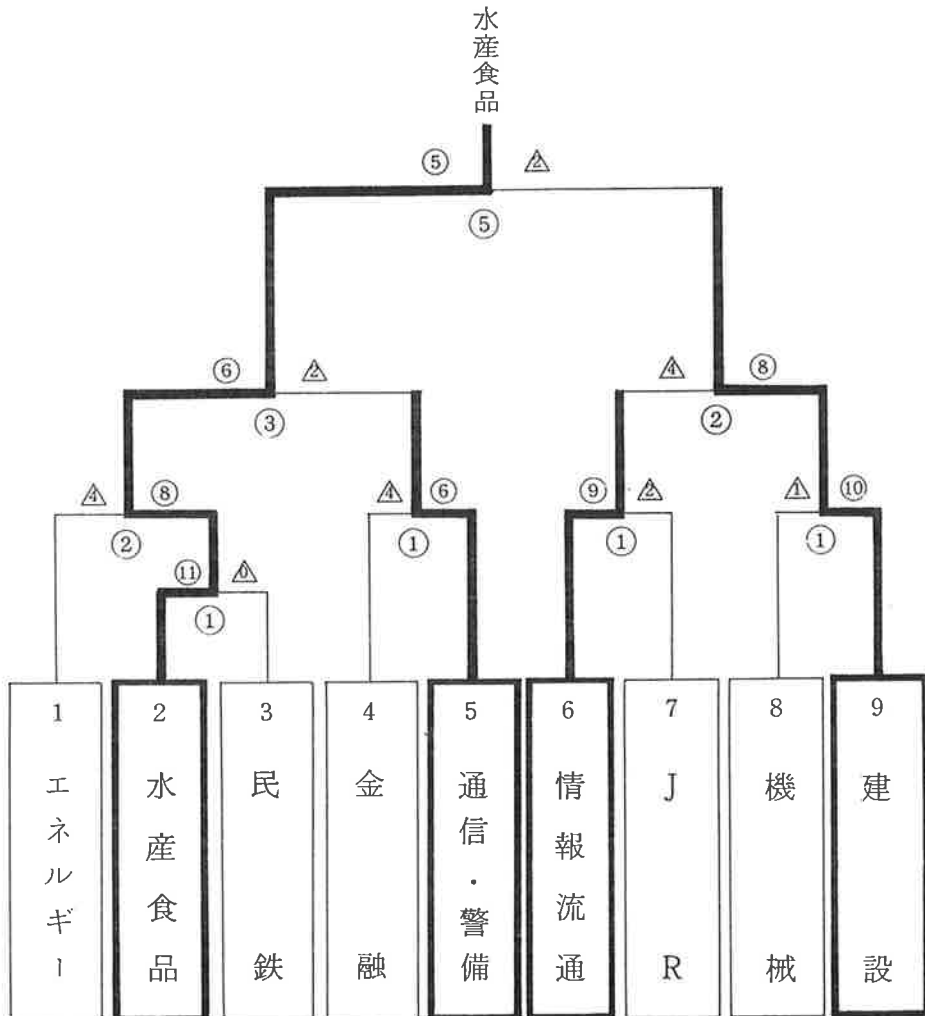 水産食品
⑤ 2
⑤
⑥ 2
③
4 ⑧
②
4 ⑧
②
4 ⑥
①
⑨ 2
①
1 ⑩
①
⑪ 0
①
1 エネルギー
2 水産食品
3 民鉄
4 金融
5 通信・警備
6 情報流通
7 JR
8 機械
9 建設